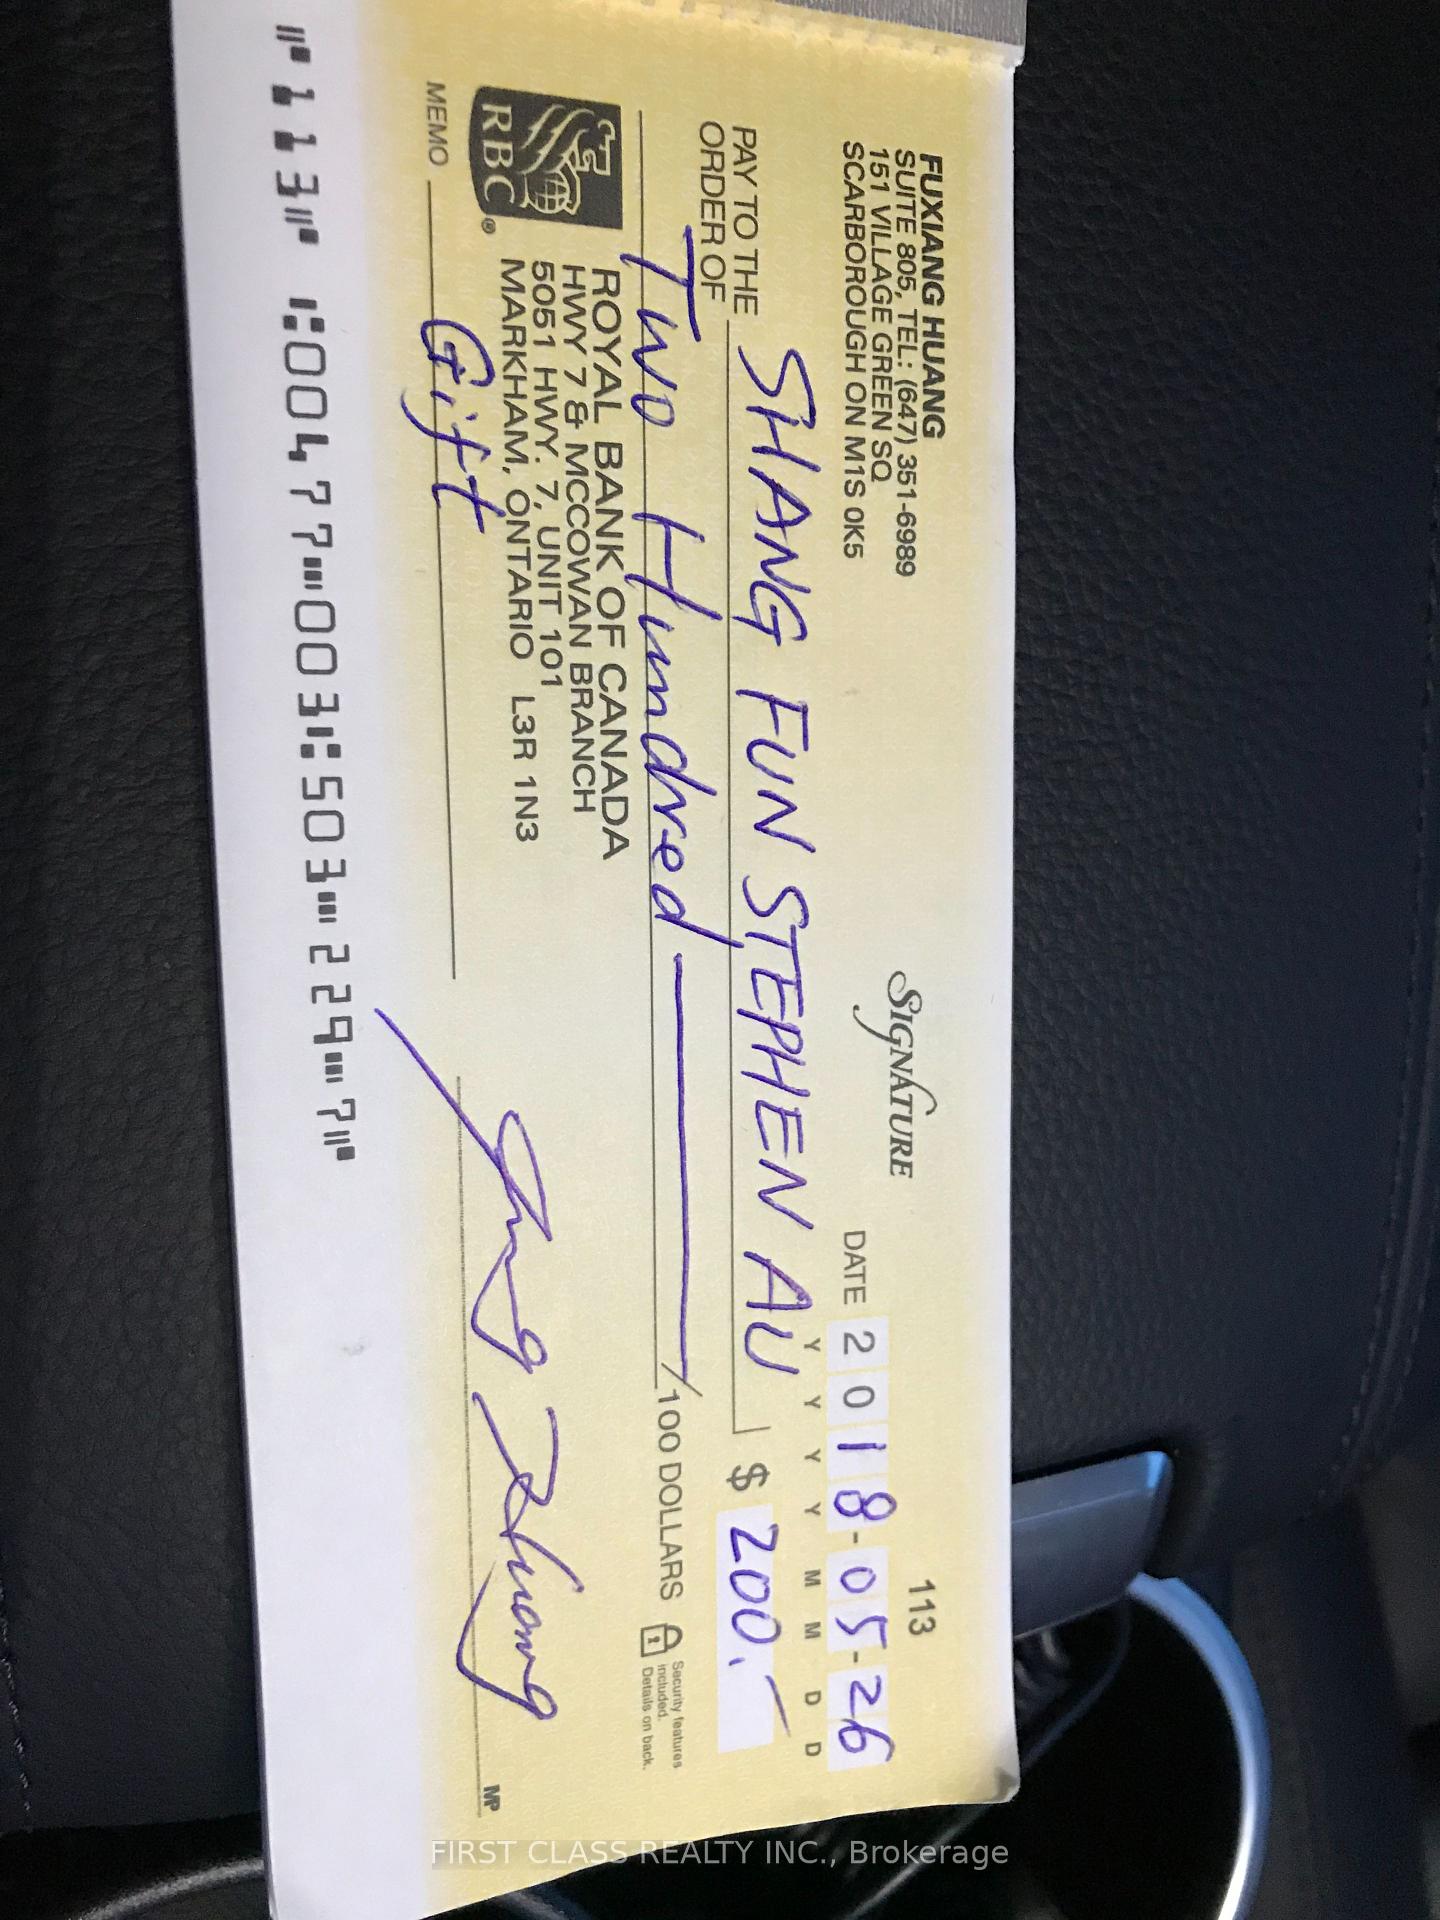 FUXIANG HUANG
SUITE 805, TEL: (647) 351-6989
151 VILLAGE GREEN SQ
SCARBOROUGH ON M1S 0K5
SIGNATURE
113
DATE 2018-05-26
Y Y Y Y M M D D
PAY TO THE
ORDER OF SHANG FUN STEPHEN AU $ 200.-
Two Hundred /100 DOLLARS
Security features
included.
Details on back.
RBC®
ROYAL BANK OF CANADA
HWY 7 & MCCOWAN BRANCH
5051 HWY. 7, UNIT 101
MARKHAM, ONTARIO L3R 1N3
MEMO Gift
MP
⑈113⑈ ⑆00477⑉003⑆503⑉229⑉7⑈
FIRST CLASS REALTY INC., Brokerage